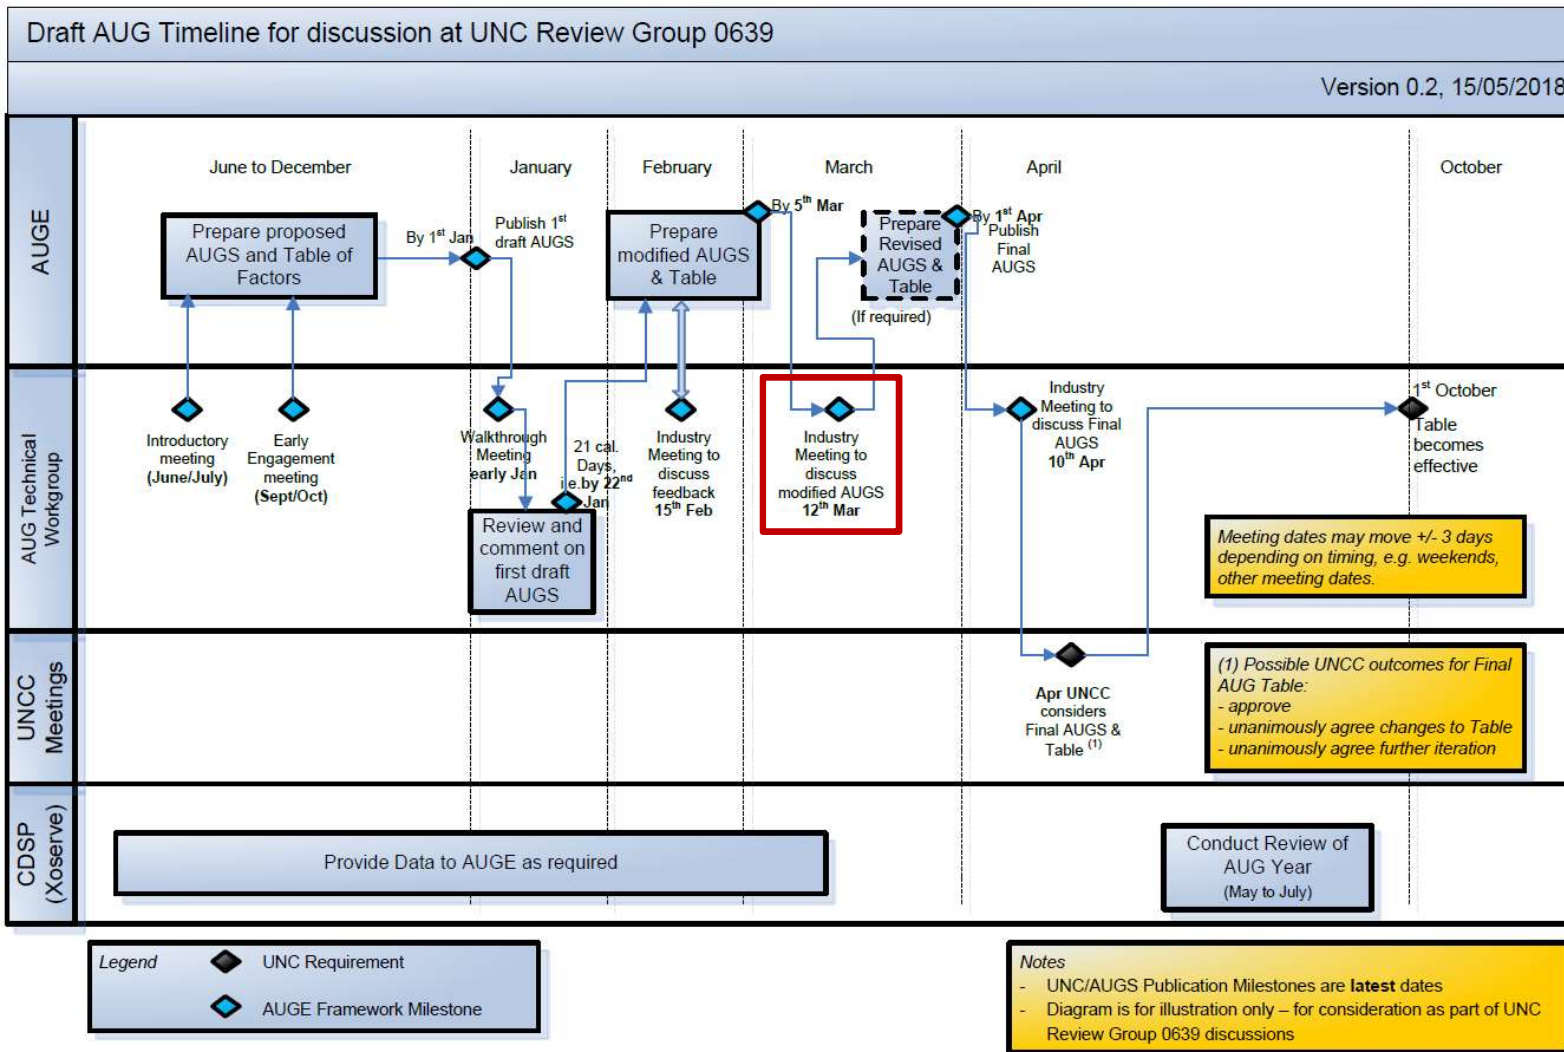 Draft AUG Timeline for discussion at UNC Review Group 0639
Version 0.2, 15/05/2018
AUGE
June to December
January
February
March
April
October
Prepare proposed
AUGS and Table of
Factors
By 1st Jan
Publish 1st
draft AUGS
Prepare
modified AUGS
& Table
By 5th Mar
Prepare
Revised
AUGS &
Table
(If required)
By 1st Apr
Publish
Final
AUGS
AUG Technical
Workgroup
Introductory
meeting
(June/July)
Early
Engagement
meeting
(Sept/Oct)
Walkthrough
Meeting
early Jan
21 cal.
Days,
i.e.by 22nd
Jan
Review and
comment on
first draft
AUGS
Industry
Meeting to
discuss
feedback
15th Feb
Industry
Meeting to
discuss
modified AUGS
12th Mar
Industry
Meeting to
discuss Final
AUGS
10th Apr
1st October
Table
becomes
effective
Meeting dates may move +/- 3 days
depending on timing, e.g. weekends,
other meeting dates.
UNCC
Meetings
Apr UNCC
considers
Final AUGS &
Table (1)
(1) Possible UNCC outcomes for Final
AUG Table:
- approve
- unanimously agree changes to Table
- unanimously agree further iteration
CDSP
(Xoserve)
Provide Data to AUGE as required
Conduct Review of
AUG Year
(May to July)
Legend
UNC Requirement
AUGE Framework Milestone
Notes
- UNC/AUGS Publication Milestones are latest dates
- Diagram is for illustration only – for consideration as part of UNC
Review Group 0639 discussions